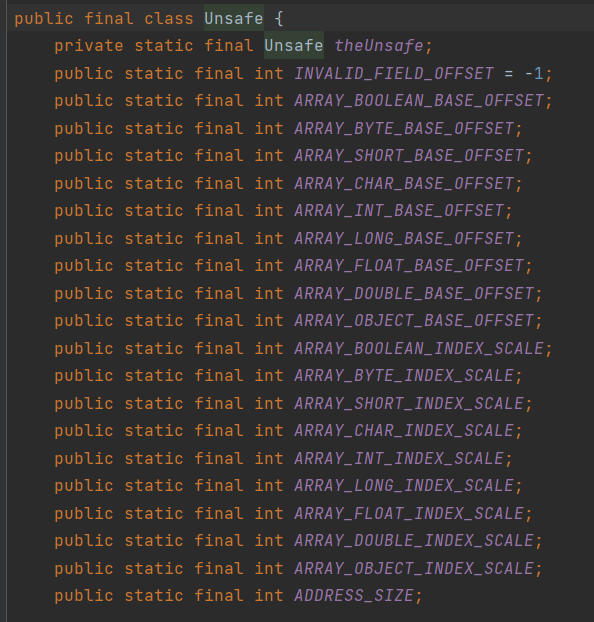 public final class Unsafe {
private static final Unsafe theUnsafe;
public static final int INVALID_FIELD_OFFSET = -1;
public static final int ARRAY_BOOLEAN_BASE_OFFSET;
public static final int ARRAY_BYTE_BASE_OFFSET;
public static final int ARRAY_SHORT_BASE_OFFSET;
public static final int ARRAY_CHAR_BASE_OFFSET;
public static final int ARRAY_INT_BASE_OFFSET;
public static final int ARRAY_LONG_BASE_OFFSET;
public static final int ARRAY_FLOAT_BASE_OFFSET;
public static final int ARRAY_DOUBLE_BASE_OFFSET;
public static final int ARRAY_OBJECT_BASE_OFFSET;
public static final int ARRAY_BOOLEAN_INDEX_SCALE;
public static final int ARRAY_BYTE_INDEX_SCALE;
public static final int ARRAY_SHORT_INDEX_SCALE;
public static final int ARRAY_CHAR_INDEX_SCALE;
public static final int ARRAY_INT_INDEX_SCALE;
public static final int ARRAY_LONG_INDEX_SCALE;
public static final int ARRAY_FLOAT_INDEX_SCALE;
public static final int ARRAY_DOUBLE_INDEX_SCALE;
public static final int ARRAY_OBJECT_INDEX_SCALE;
public static final int ADDRESS_SIZE;